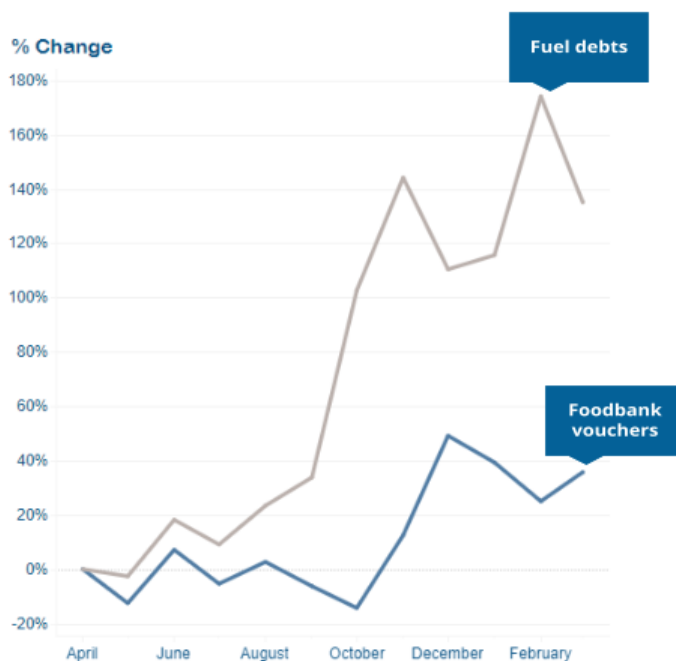 % Change
Fuel debts
180%
160%
140%
120%
100%
80%
60%
Foodbank
vouchers
40%
20%
0%
-20%
April June August October December February